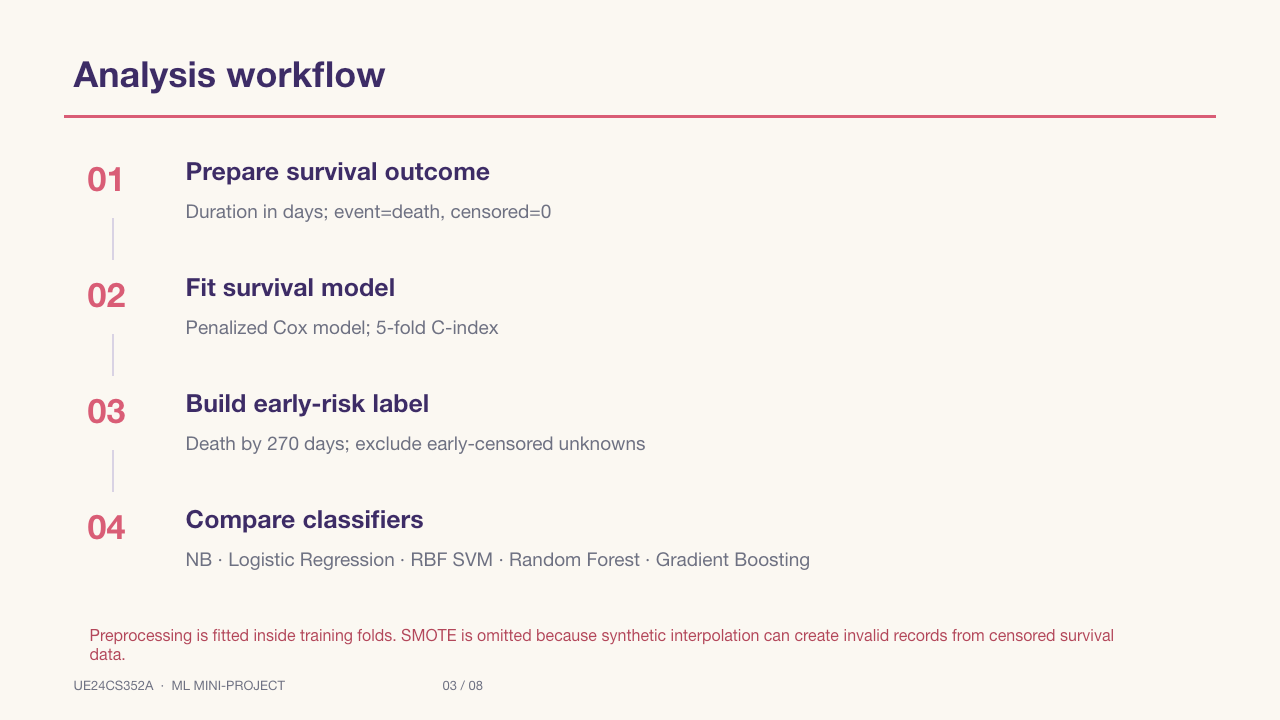 Analysis workflow
01
Prepare survival outcome
Duration in days; event=death, censored=0
02
Fit survival model
Penalized Cox model; 5-fold C-index
03
Build early-risk label
Death by 270 days; exclude early-censored unknowns
04
Compare classifiers
NB · Logistic Regression · RBF SVM · Random Forest · Gradient Boosting
Preprocessing is fitted inside training folds. SMOTE is omitted because synthetic interpolation can create invalid records from censored survival
data.
UE24CS352A · ML MINI-PROJECT
03 / 08